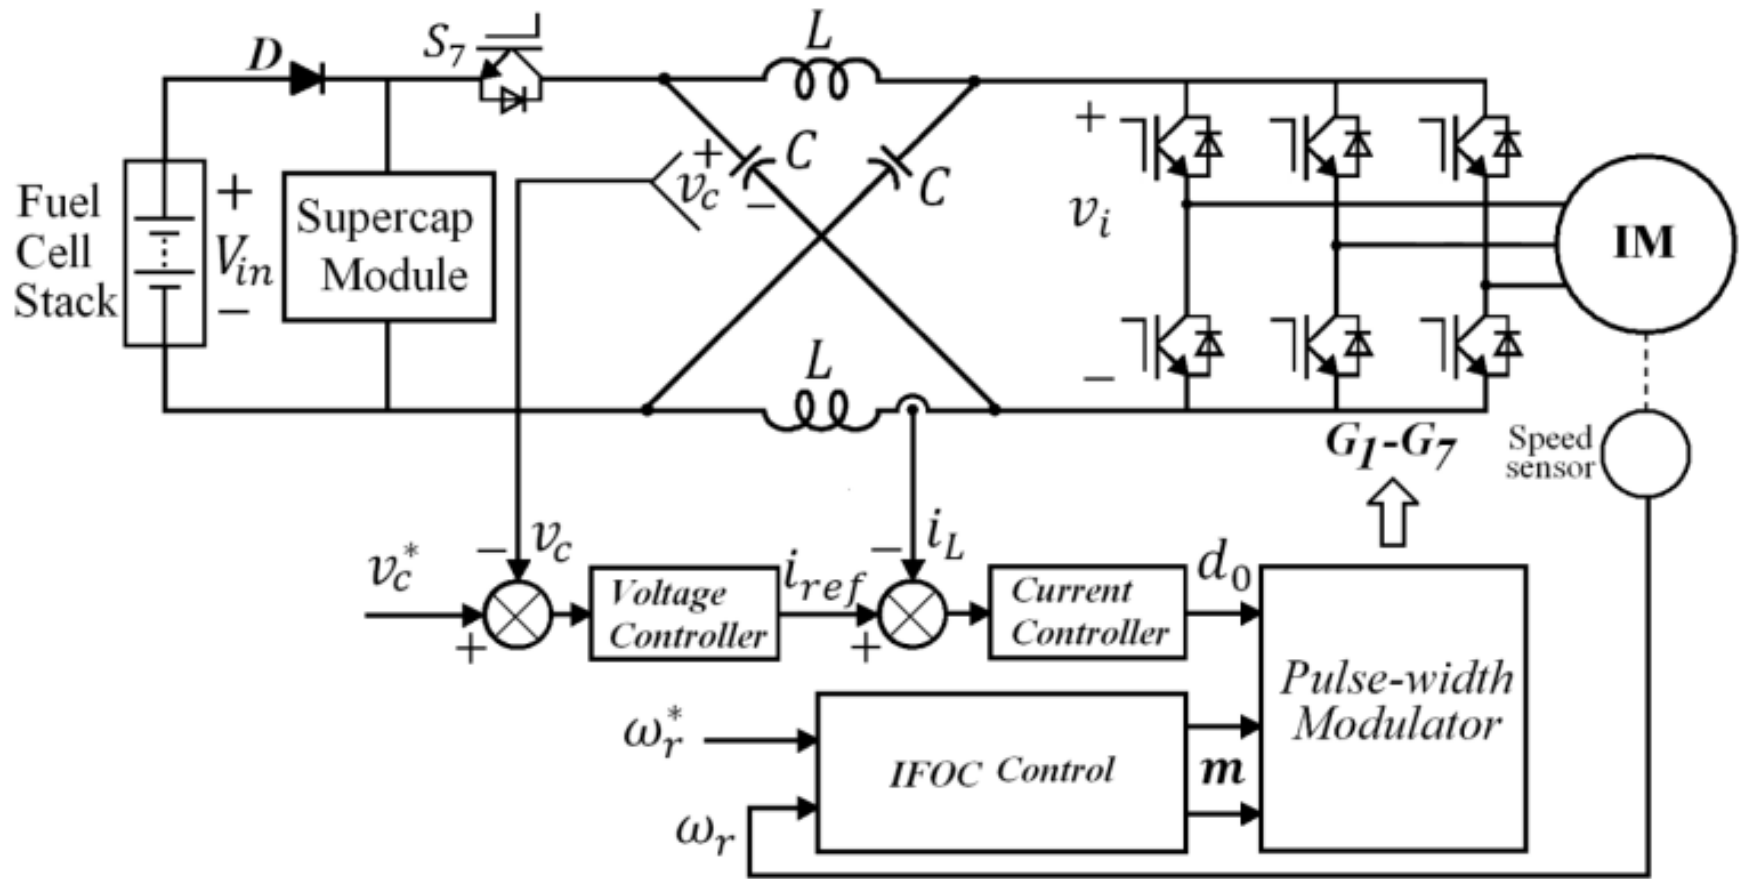 D
S7
L
+
C
C
vc
−
Fuel
Cell
Stack
+
Vin
−
Supercap
Module
+
vi
−
IM
L
G1-G7
Speed
sensor
vc*
−
vc
+
Voltage
Controller
iref
−
iL
+
Current
Controller
d0
Pulse-width
Modulator
ωr*
IFOC Control
m
ωr